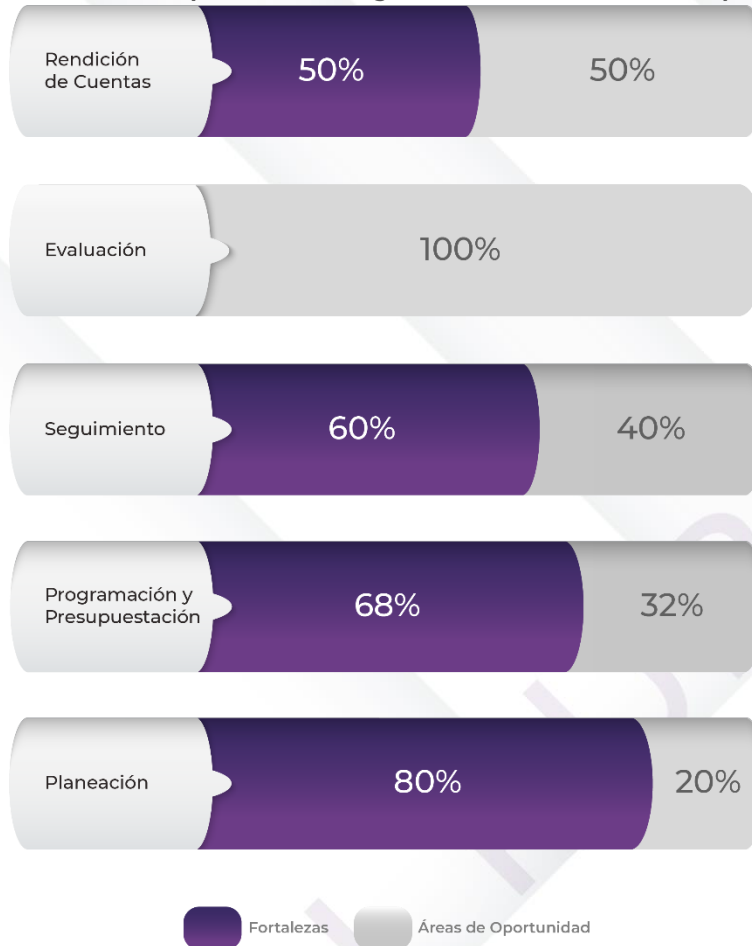 Rendición
de Cuentas
50%
50%
Evaluación
100%
Seguimiento
60%
40%
Programación y
Presupuestación
68%
32%
Planeación
80%
20%
Fortalezas
Áreas de Oportunidad